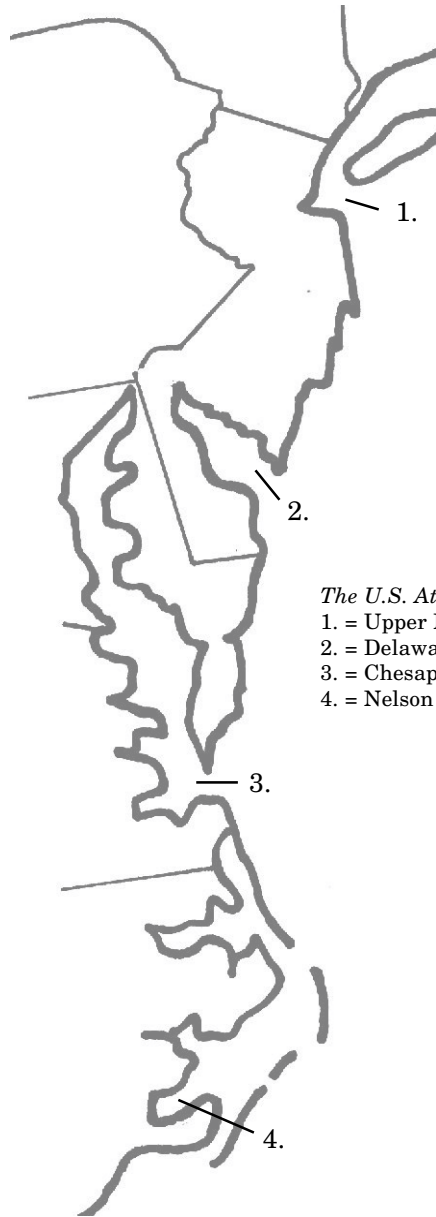 1.
2.
The U.S. At
1. = Upper
2. = Delawa
3. = Chesap
4. = Nelson
3.
4.